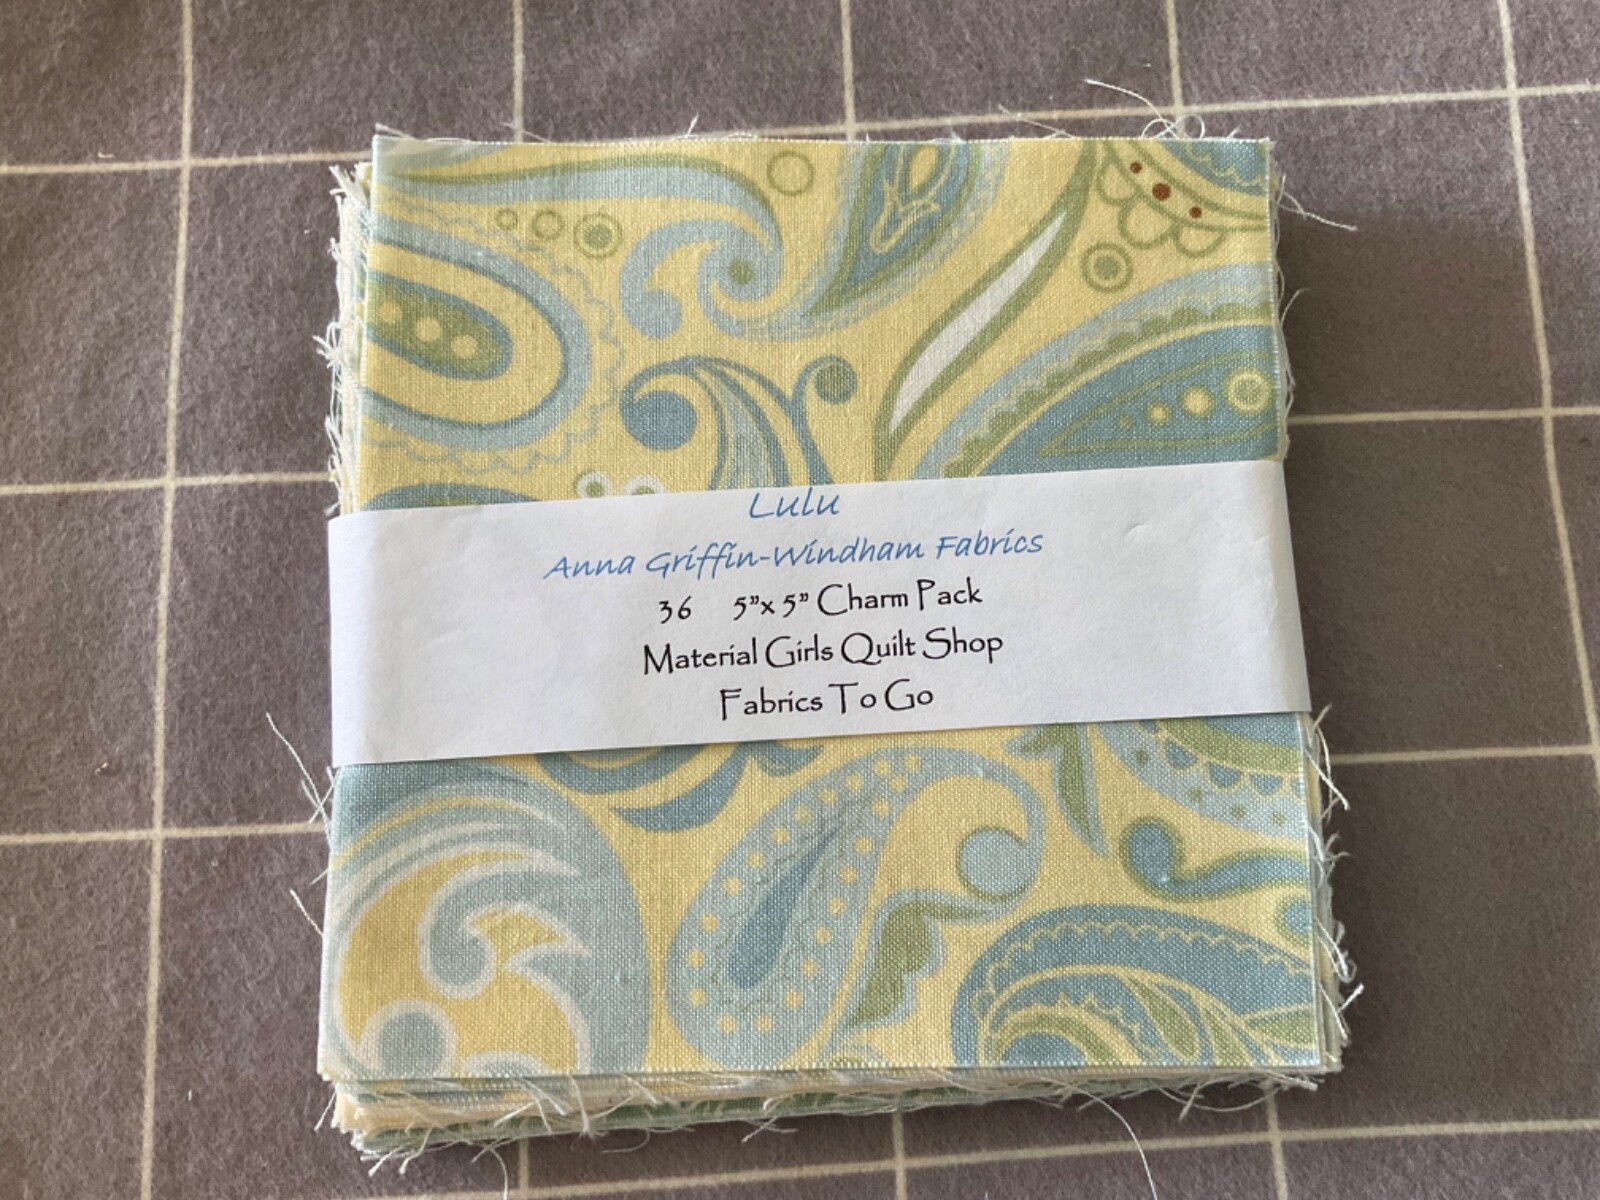 Lulu
Anna Griffin-Windham Fabrics
36 5”x 5” Charm Pack
Material Girls Quilt Shop
Fabrics To Go